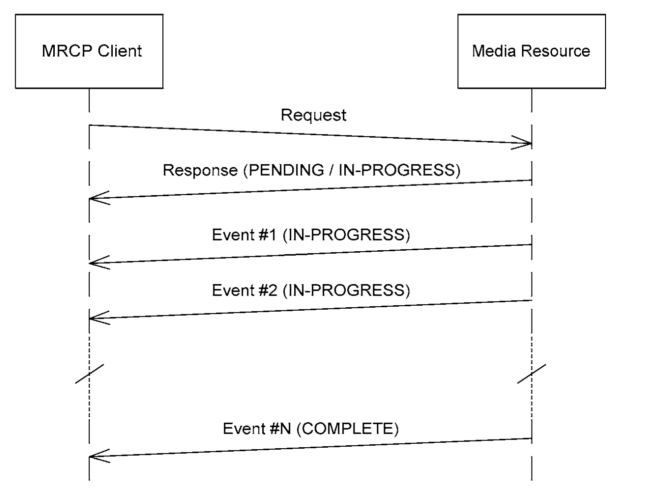 MRCP Client
Media Resource
Request
Response (PENDING / IN-PROGRESS)
Event #1 (IN-PROGRESS)
Event #2 (IN-PROGRESS)
Event #N (COMPLETE)